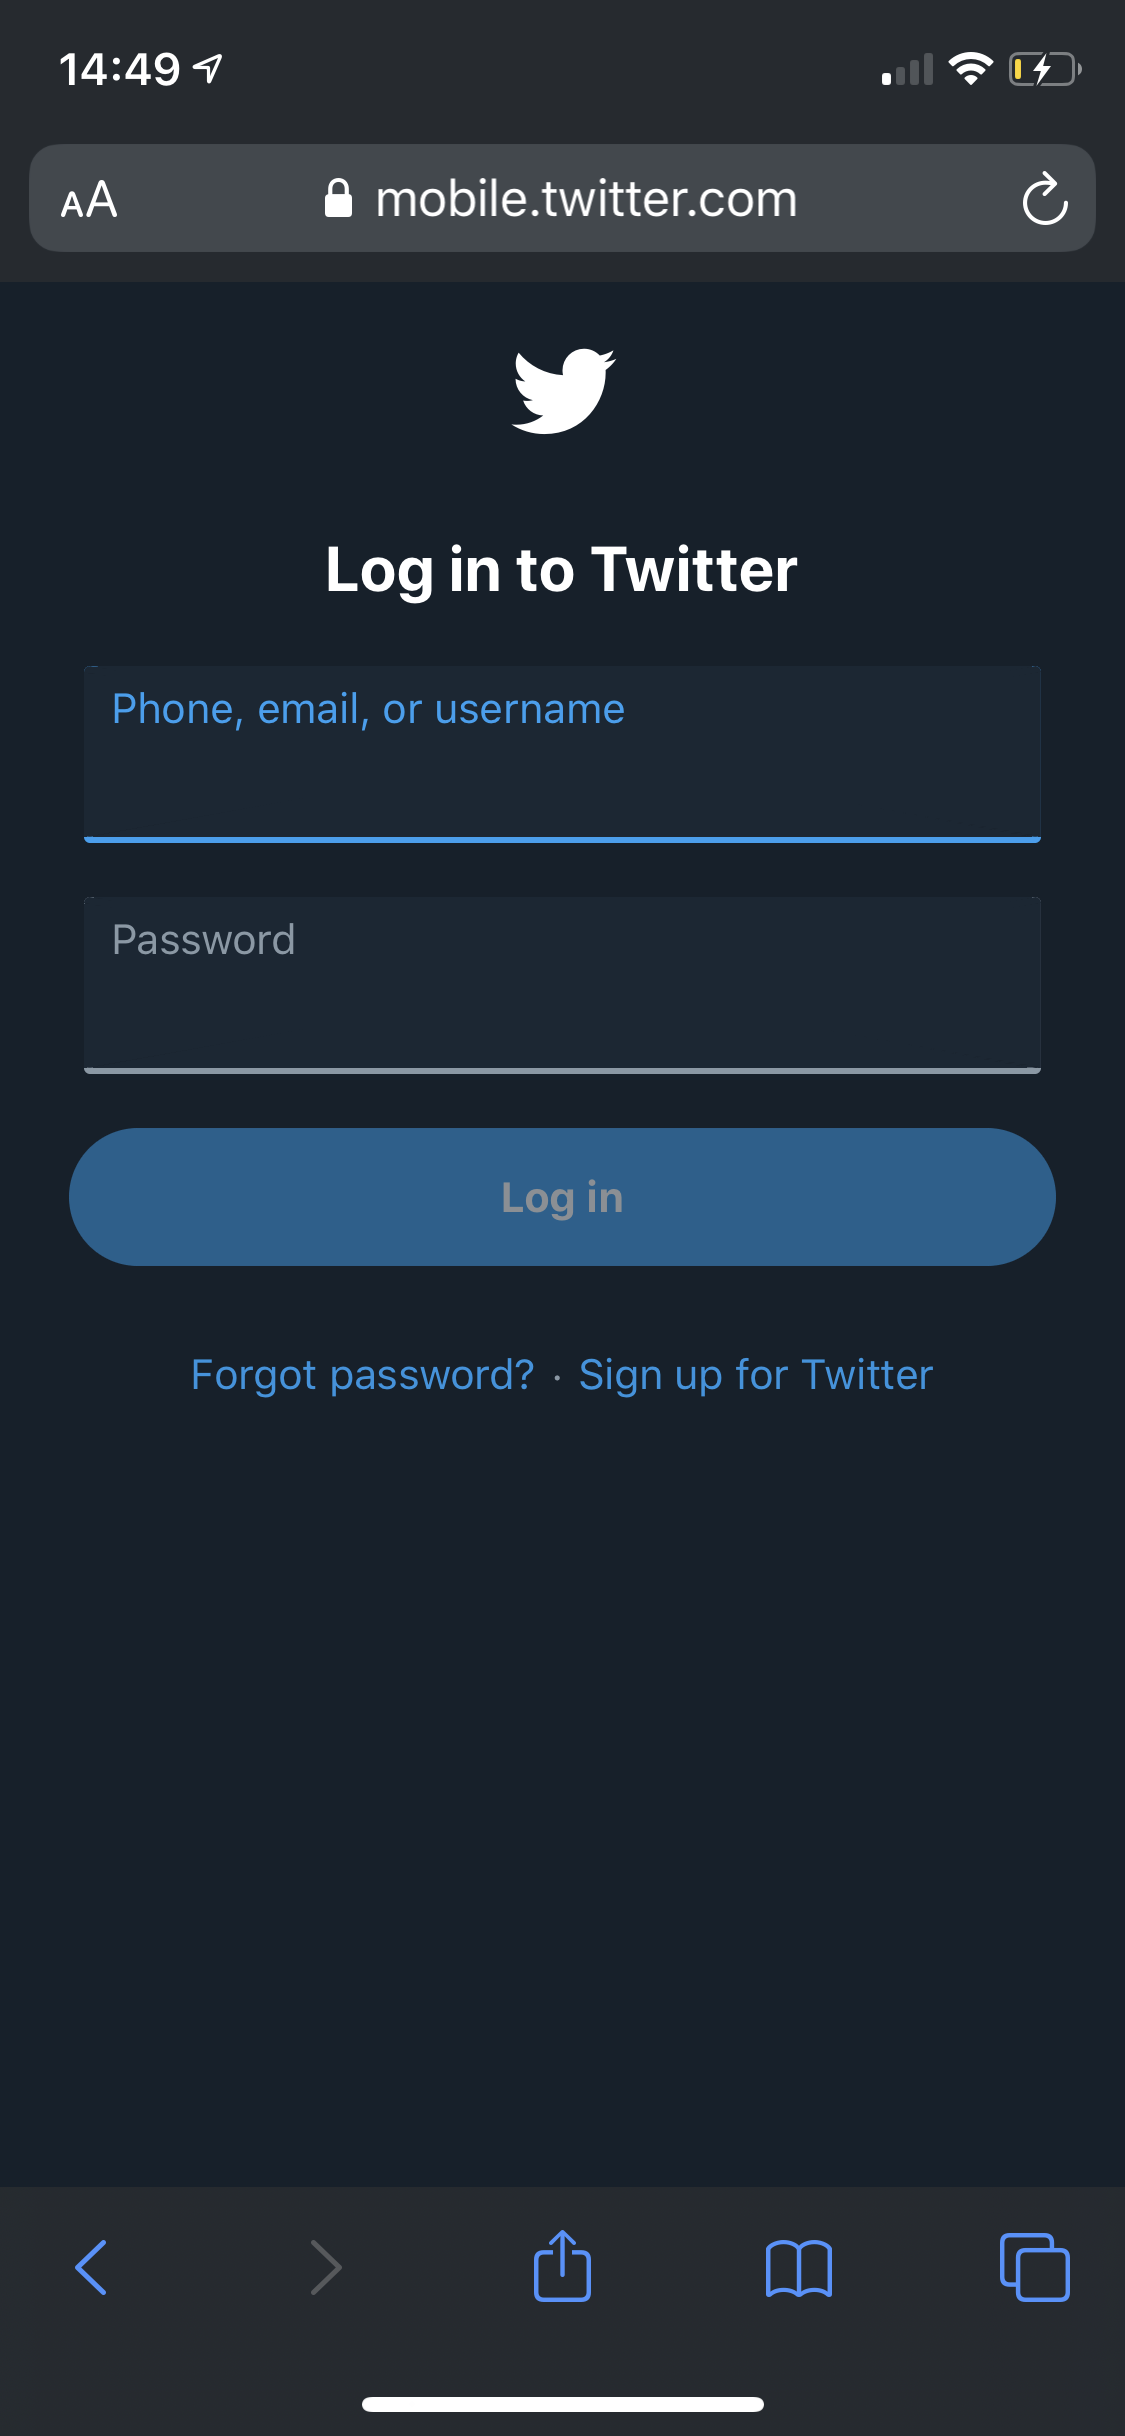 14:49
AA mobile.twitter.com
Log in to Twitter
Phone, email, or username
Password
Log in
Forgot password? · Sign up for Twitter